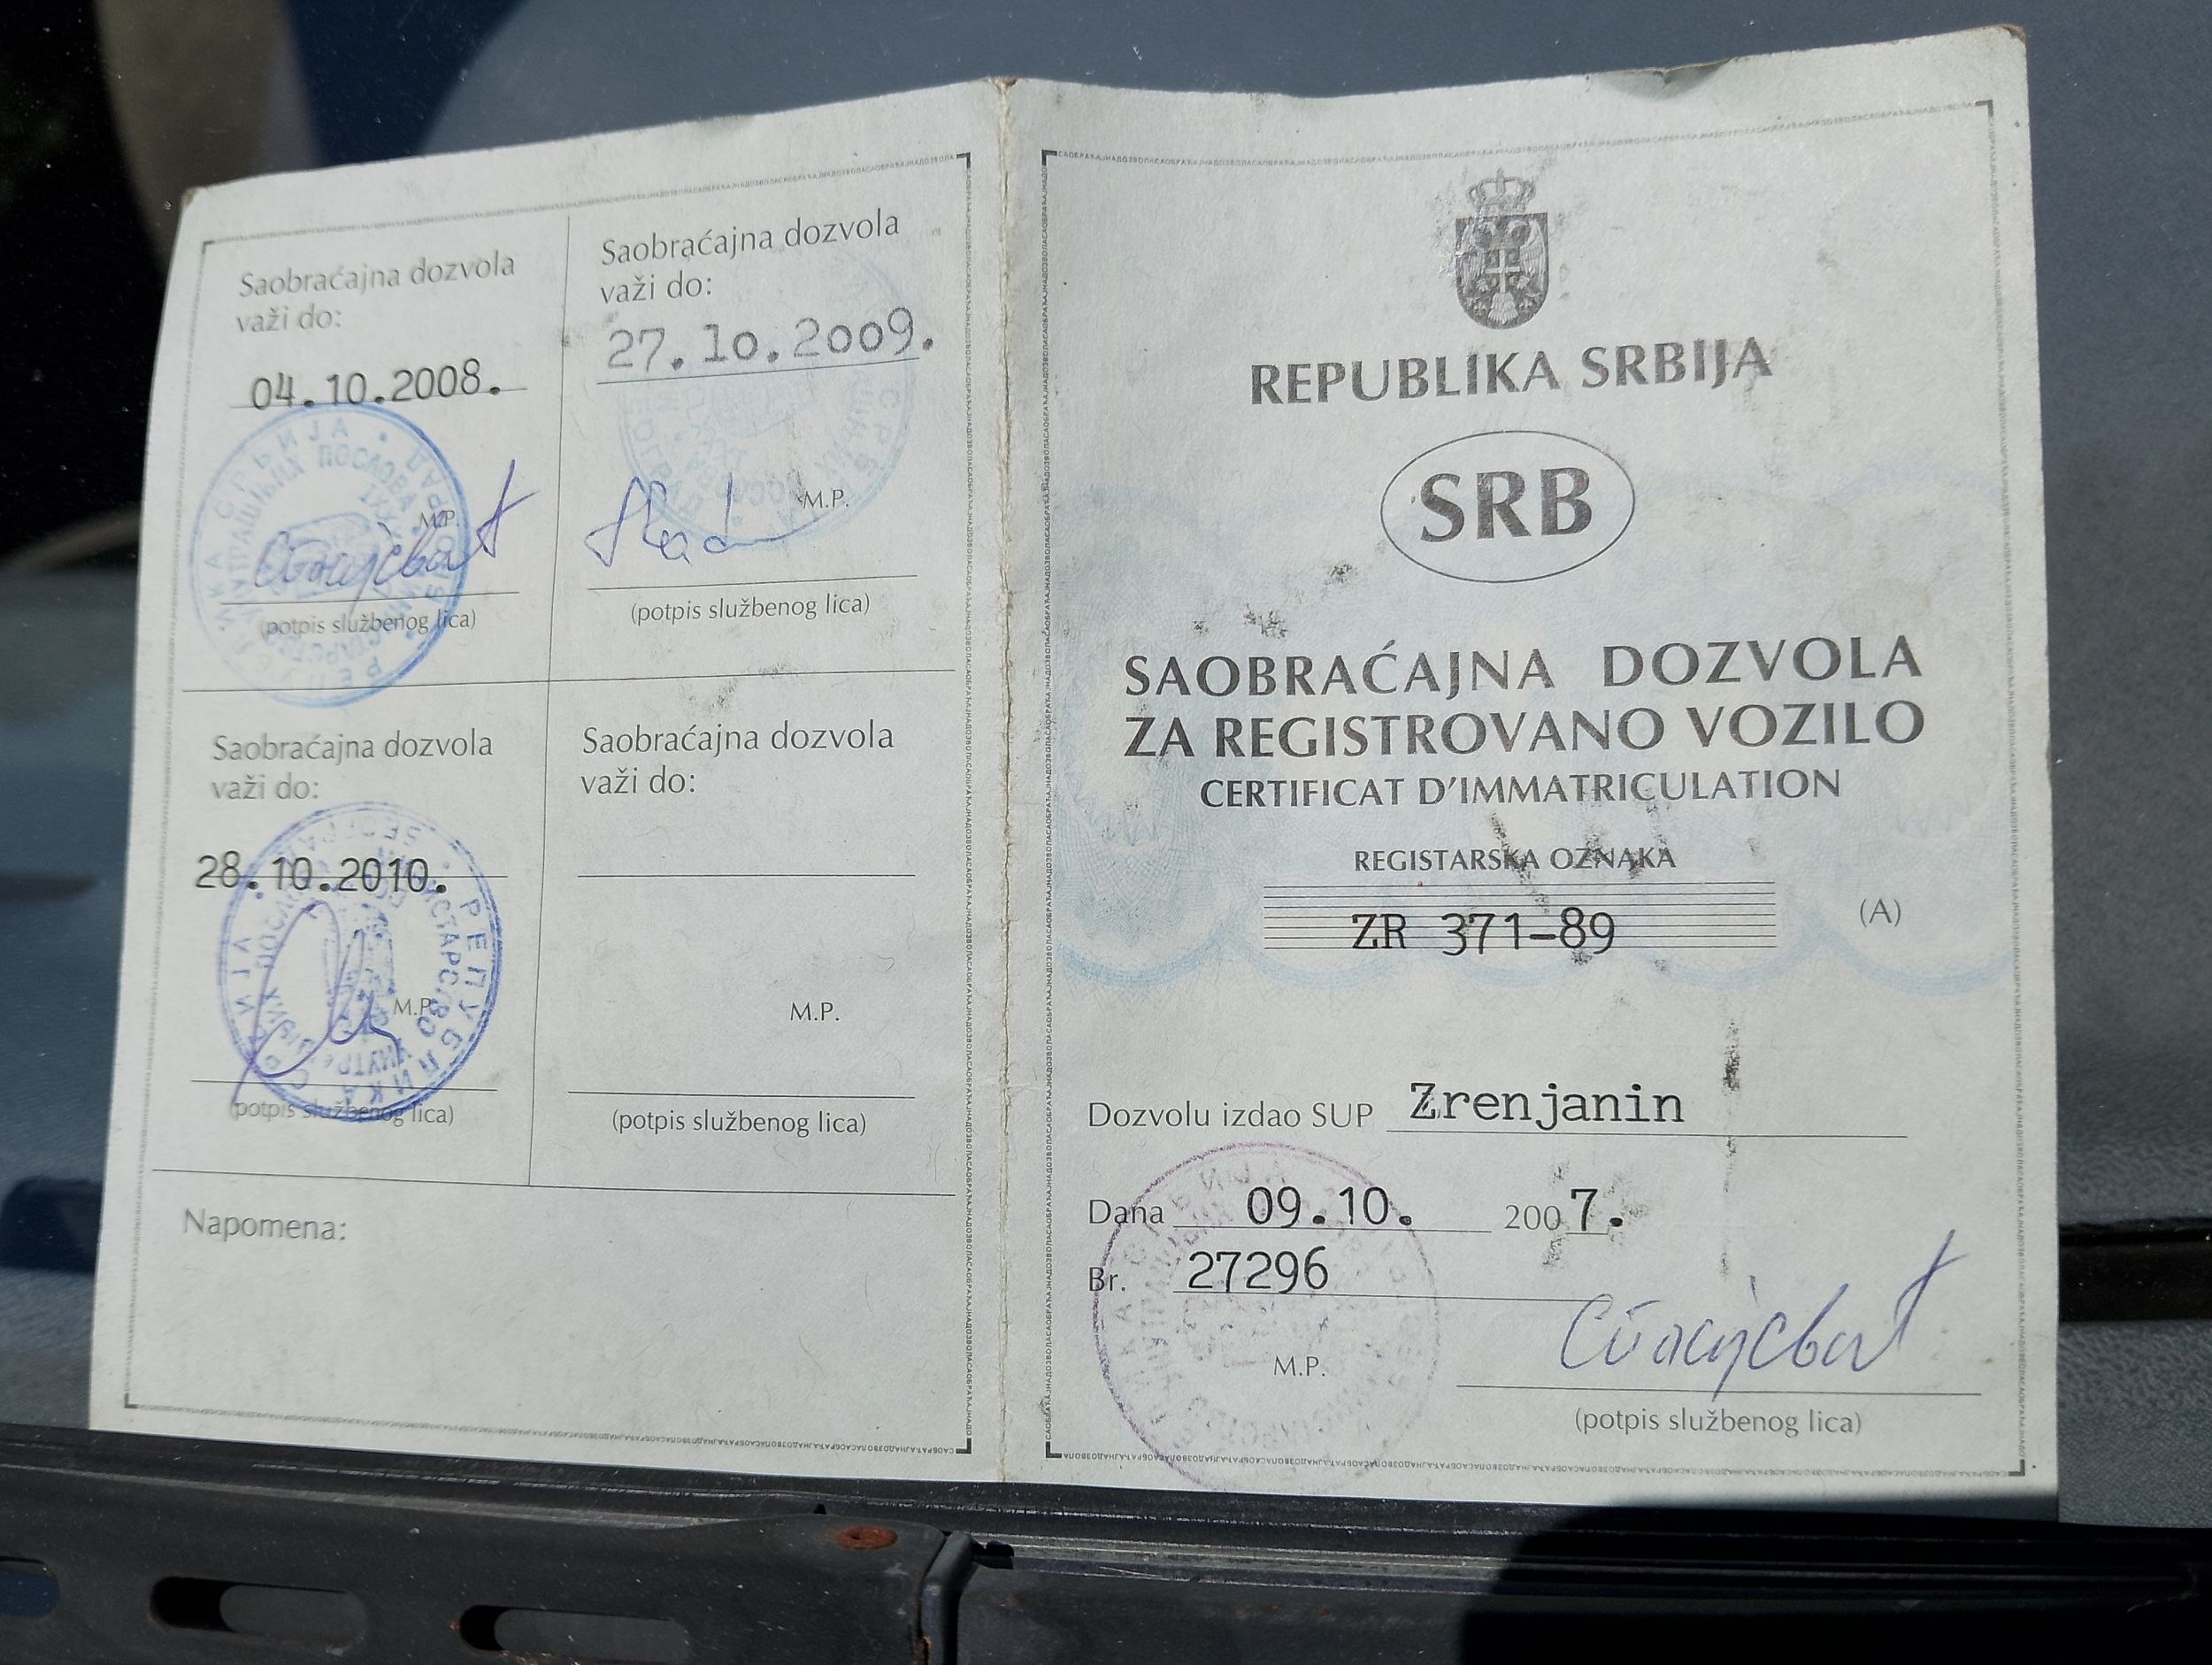 Saobraćajna dozvola
važi do:
04.10.2008.
M.P.
(potpis službenog lica)
Saobraćajna dozvola
važi do:
27.10.2009.
M.P.
(potpis službenog lica)
Saobraćajna dozvola
važi do:
28.10.2010.
M.P.
(potpis službenog lica)
Saobraćajna dozvola
važi do:
M.P.
(potpis službenog lica)
Napomena:
REPUBLIKA SRBIJA
SRB
SAOBRAĆAJNA DOZVOLA
ZA REGISTROVANO VOZILO
CERTIFICAT D'IMMATRICULATION
REGISTARSKA OZNAKA
ZR 371-89 (A)
Dozvolu izdao SUP Zrenjanin
Dana 09.10. 2007.
Br. 27296
M.P.
(potpis službenog lica)